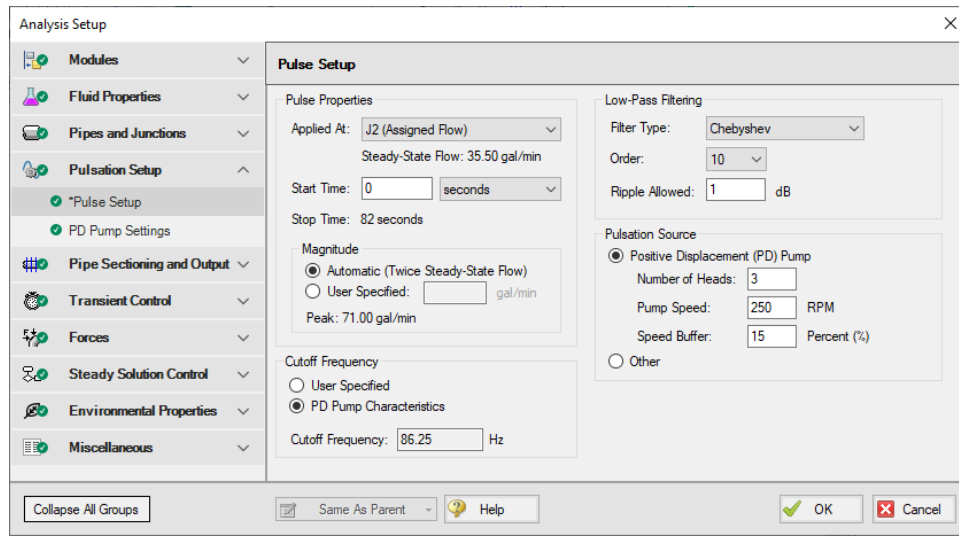 Analysis Setup
Modules
Fluid Properties
Pipes and Junctions
Pulsation Setup
*Pulse Setup
PD Pump Settings
Pipe Sectioning and Output
Transient Control
Forces
Steady Solution Control
Environmental Properties
Miscellaneous
Collapse All Groups
Pulse Setup
Pulse Properties
Applied At: J2 (Assigned Flow)
Steady-State Flow: 35.50 gal/min
Start Time: 0 seconds
Stop Time: 82 seconds
Magnitude
Automatic (Twice Steady-State Flow)
User Specified: gal/min
Peak: 71.00 gal/min
Cutoff Frequency
User Specified
PD Pump Characteristics
Cutoff Frequency: 86.25 Hz
Low-Pass Filtering
Filter Type: Chebyshev
Order: 10
Ripple Allowed: 1 dB
Pulsation Source
Positive Displacement (PD) Pump
Number of Heads: 3
Pump Speed: 250 RPM
Speed Buffer: 15 Percent (%)
Other
Same As Parent
Help
OK
Cancel